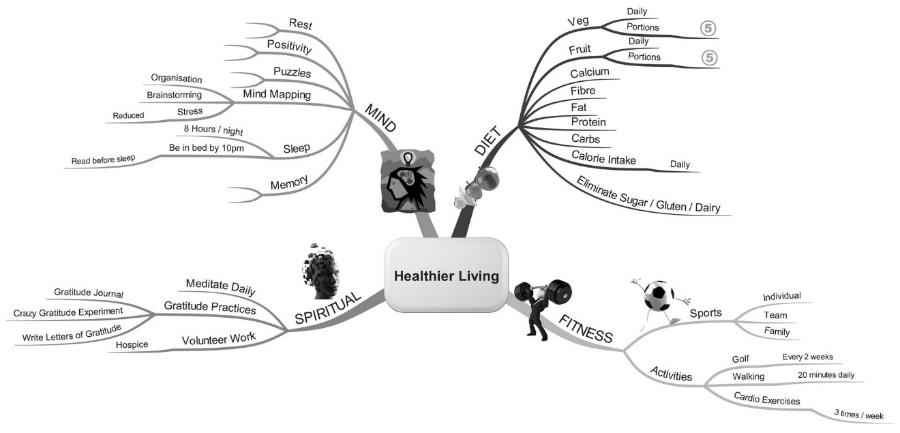 Healthier Living
MIND
Rest
Positivity
Puzzles
Mind Mapping
Organisation
Brainstorming
Stress
Reduced
Sleep
8 Hours / night
Be in bed by 10pm
Read before sleep
Memory
DIET
Veg
Daily
Portions
5
Fruit
Daily
Portions
5
Calcium
Fibre
Fat
Protein
Carbs
Calorie Intake
Daily
Eliminate Sugar / Gluten / Dairy
SPIRITUAL
Meditate Daily
Gratitude Practices
Gratitude Journal
Crazy Gratitude Experiment
Write Letters of Gratitude
Volunteer Work
Hospice
FITNESS
Sports
individual
Team
Family
Activities
Golf
Every 2 weeks
Walking
20 minutes daily
Cardio Exercises
3 times / week